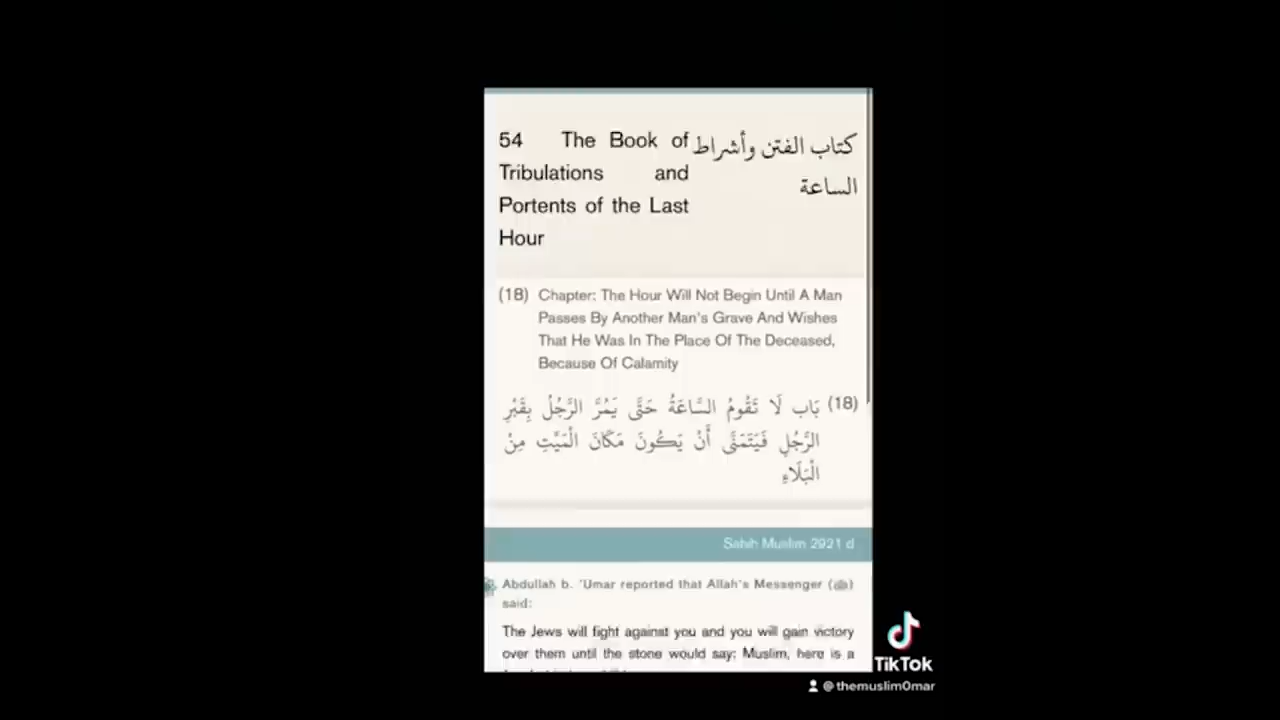 54 The Book of
Tribulations and
Portents of the Last
Hour
كتاب الفتن وأشراط
الساعة
(18) Chapter: The Hour Will Not Begin Until A Man
Passes By Another Man's Grave And Wishes
That He Was In The Place Of The Deceased,
Because Of Calamity
(18) بَاب لَا تَقُومُ السَّاعَةُ حَتَّى يَمُرَّ الرَّجُلُ بِقَبْرِ
الرَّجُلِ فَيَتَمَنَّى أَنْ يَكُونَ مَكَانَ الْمَيِّتِ مِنْ
الْبَلَاءِ
Sahih Muslim 2921 d
Abdullah b. 'Umar reported that Allah's Messenger (ﷺ)
said:
The Jews will fight against you and you will gain victory
over them until the stone would say: Muslim, here is a
TikTok
@themuslim0mar